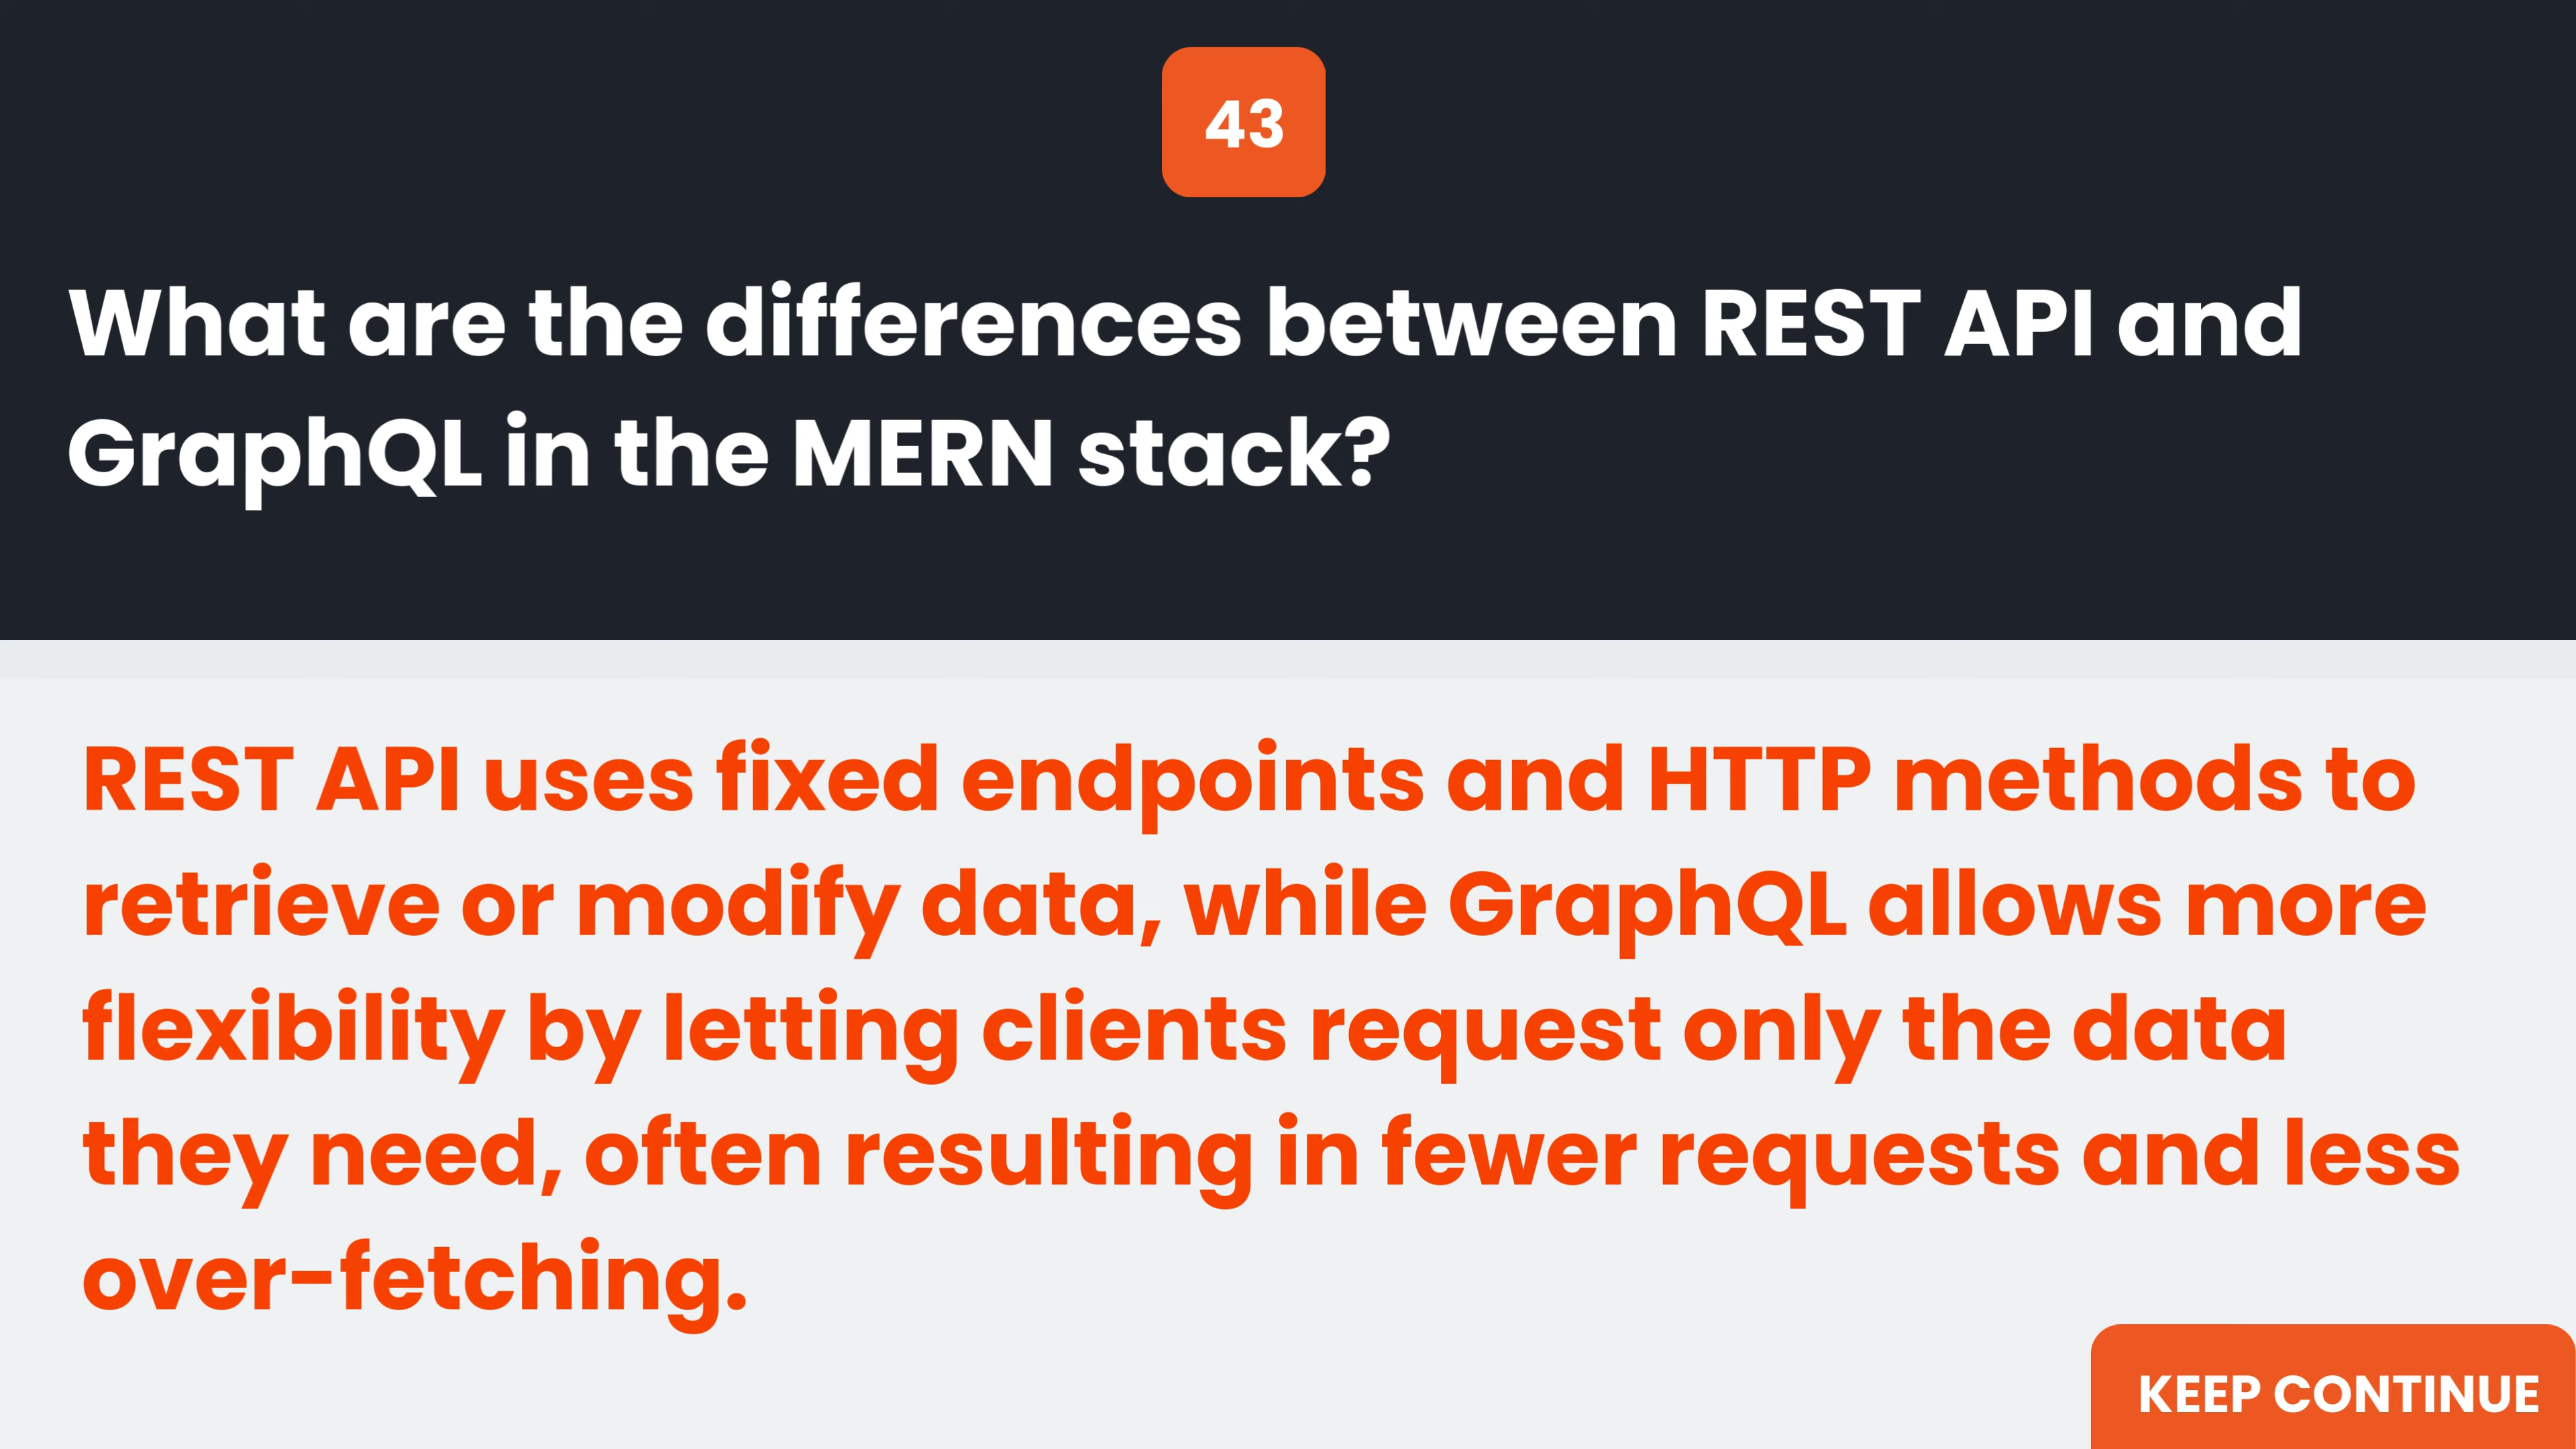 43
What are the differences between REST API and
GraphQL in the MERN stack?
REST API uses fixed endpoints and HTTP methods to
retrieve or modify data, while GraphQL allows more
flexibility by letting clients request only the data
they need, often resulting in fewer requests and less
over-fetching.
KEEP CONTINUE